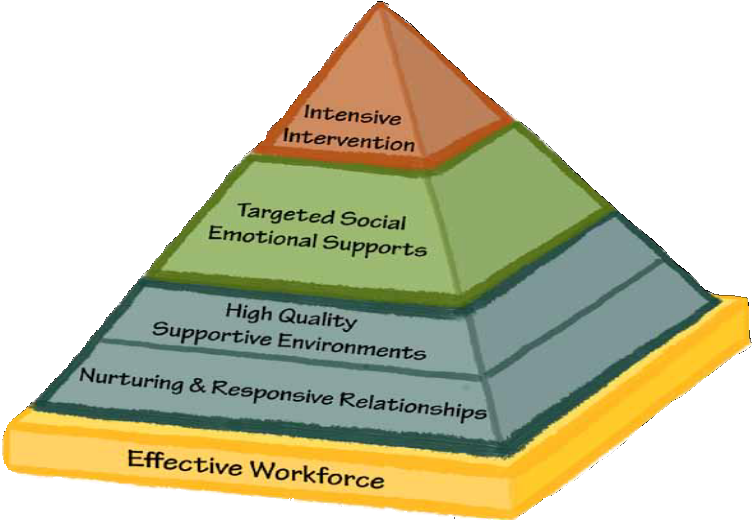 Intensive
Intervention
Targeted Social
Emotional Supports
High Quality
Supportive Environments
Nurturing & Responsive Relationships
Effective Workforce